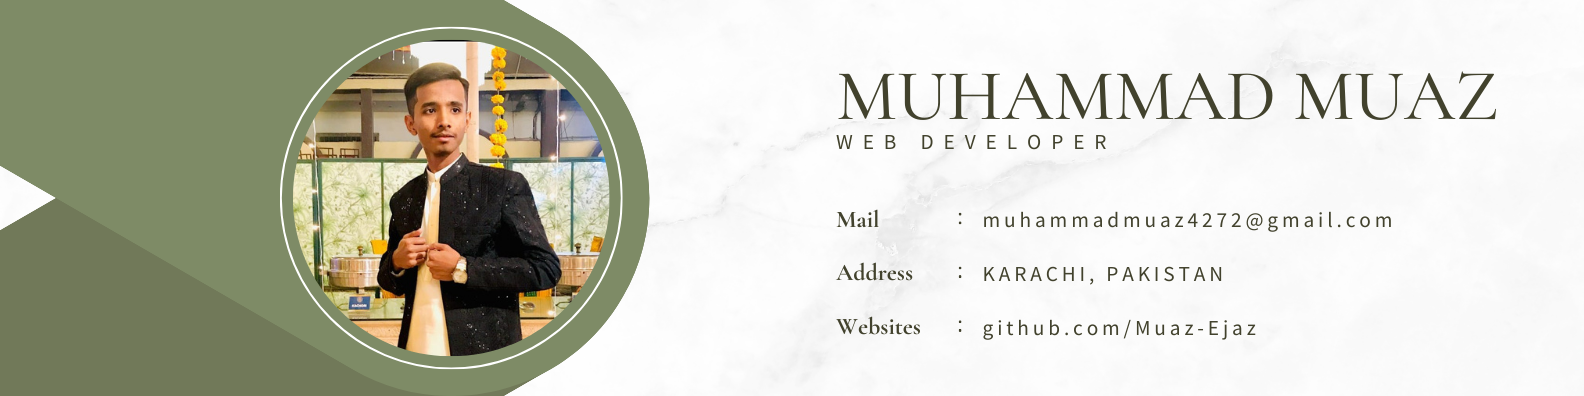 MUHAMMAD MUAZ
WEB DEVELOPER
Mail : muhammadmuaz4272@gmail.com
Address : KARACHI, PAKISTAN
Websites : github.com/Muaz-Ejaz